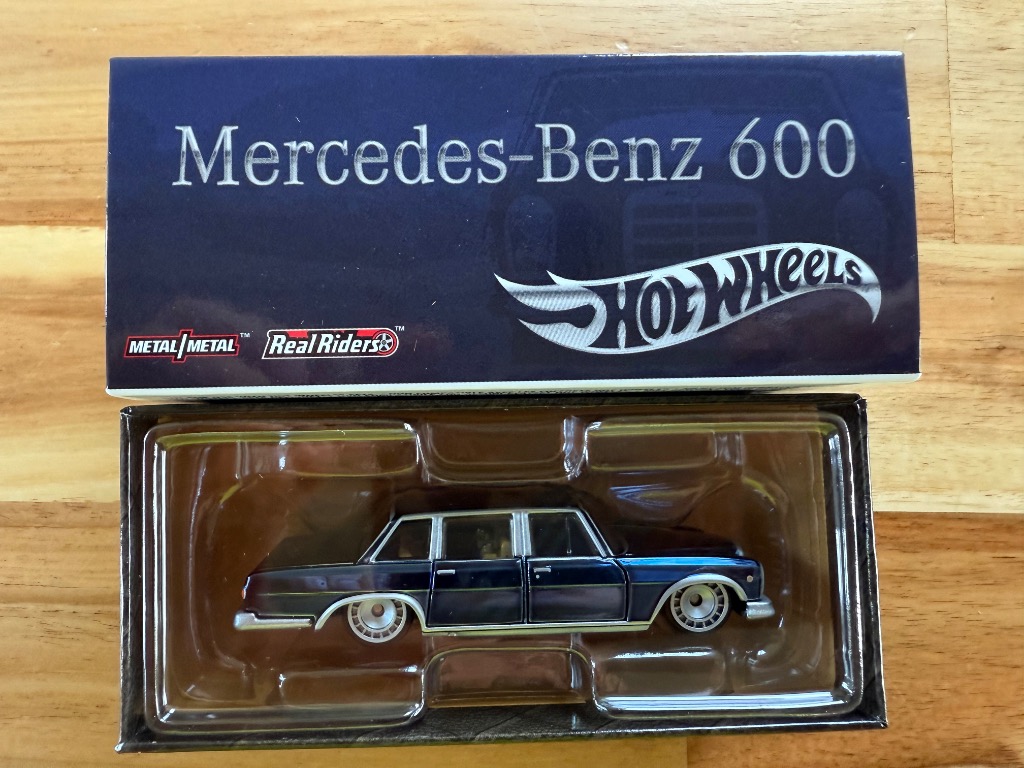 Mercedes-Benz 600
HOT WHEELS
METAL/METAL™
Real Riders™